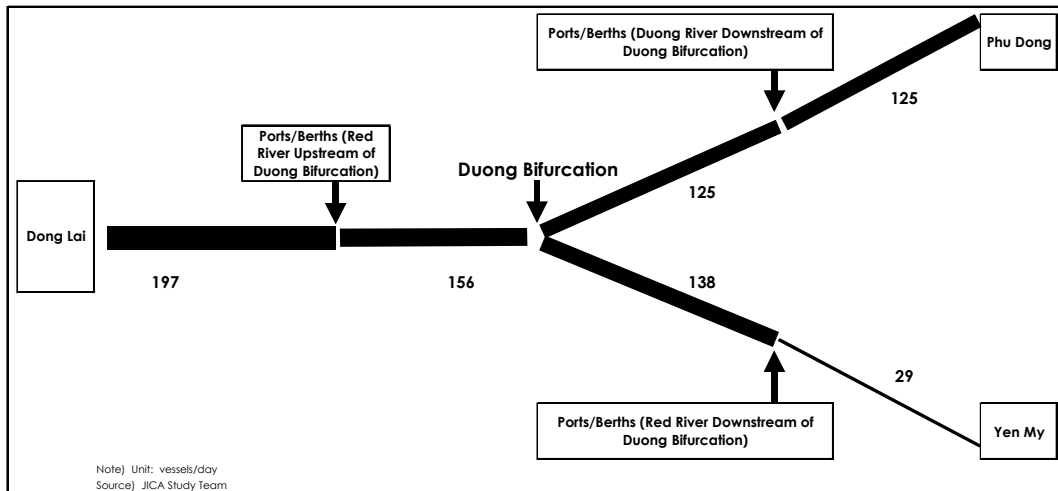 Ports/Berths (Duong River Downstream of
Duong Bifurcation)
Phu Dong
125
Ports/Berths (Red
River Upstream of
Duong Bifurcation)
Duong Bifurcation
125
Dong Lai
197
156
138
29
Ports/Berths (Red River Downstream of
Duong Bifurcation)
Yen My
Note) Unit: vessels/day
Source) JICA Study Team